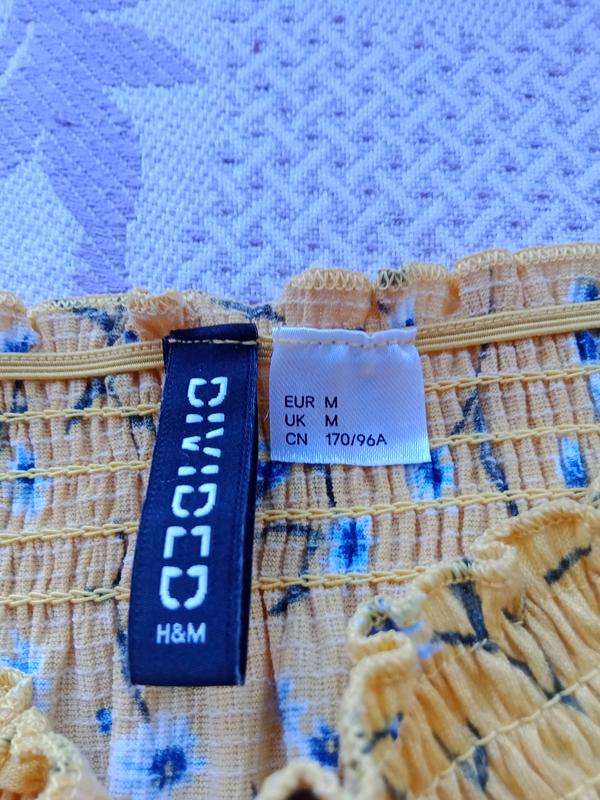 DIVIDED
H&M
EUR M
UK M
CN 170/96A